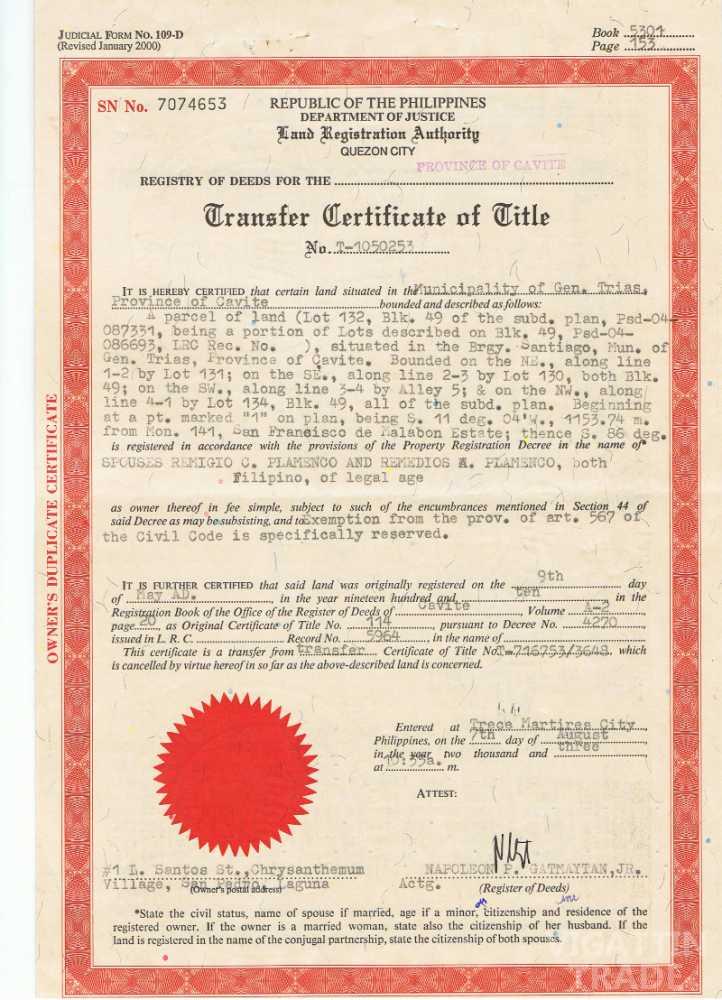 JUDICIAL FORM NO. 109-D
(Revised January 2000)
Book 5301
Page 153
SN No. 7074653
REPUBLIC OF THE PHILIPPINES
DEPARTMENT OF JUSTICE
Land Registration Authority
QUEZON CITY
PROVINCE OF CAVITE
REGISTRY OF DEEDS FOR THE
Transfer Certificate of Title
No. T-1050253
IT IS HEREBY CERTIFIED that certain land situated in the Municipality of Gen. Trias,
Province of Cavite bounded and described as follows:
A parcel of land (Lot 132, Blk. 49 of the subd. plan, Psd-04-
087331, being a portion of Lots described on Blk. 49, Psd-04-
086693, LRC Rec. No. ), situated in the Brgy. Santiago, Mun. of
Gen. Trias, Province of Cavite. Bounded on the NE., along line
1-2 by Lot 131; on the SE., along line 2-3 by Lot 130, both Blk.
49; on the SW., along line 3-4 by Alley 5; & on the NW., along
line 4-1 by Lot 134, Blk. 49, all of the subd. plan. Beginning
at a pt. marked "1" on plan, being S. 11 deg. 04'W., 1153.74 m.
from Mon. 141, San Francisco de Malabon Estate; thence S. 86 deg.
is registered in accordance with the provisions of the Property Registration Decree in the name of*
SPOUSES REMIGIO C. PLAMENCO AND REMEDIOS A. PLAMENCO, both
Filipino, of legal age
as owner thereof in fee simple, subject to such of the encumbrances mentioned in Section 44 of
said Decree as may be subsisting, and to Exemption from the prov. of art. 567 of
the Civil Code is specifically reserved.
IT IS FURTHER CERTIFIED that said land was originally registered on the 9th day
of May AD. , in the year nineteen hundred and ten in the
Registration Book of the Office of the Register of Deeds of Cavite , Volume A-2 ,
page 20 , as Original Certificate of Title No. 114 , pursuant to Decree No. 4270 ,
issued in L. R. C. Record No. 5964 , in the name of
This certificate is a transfer from transfer Certificate of Title No. T-716753/3648, which
is cancelled by virtue hereof in so far as the above-described land is concerned.
Entered at Trece Martires City,
Philippines, on the 7th day of August ,
in the year two thousand and three ,
at 10:55a. m.
ATTEST:
OWNER'S DUPLICATE CERTIFICATE
#1 L. Santos St., Chrysanthemum
Village, San Pedro, Laguna
(Owner's postal address)
NAPOLEON P. GATMAYTAN, JR.
Actg. (Register of Deeds)
*State the civil status, name of spouse if married, age if a minor, citizenship and residence of the
registered owner. If the owner is a married woman, state also the citizenship of her husband. If the
land is registered in the name of the conjugal partnership, state the citizenship of both spouses.
TRADE